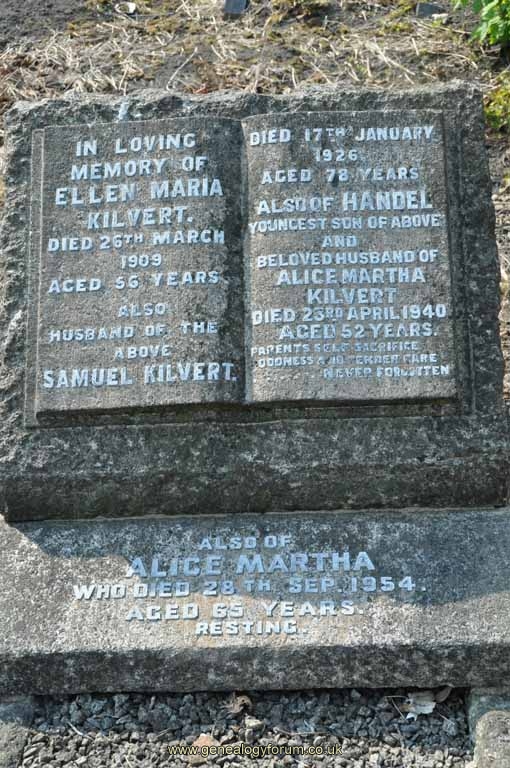 IN LOVING
MEMORY OF
ELLEN MARIA
KILVERT.
DIED 26TH MARCH
1909
AGED 56 YEARS.
ALSO
HUSBAND OF THE
ABOVE
SAMUEL KILVERT.
DIED 17TH JANUARY
1926.
AGED 78 YEARS
ALSO OF HANDEL
YOUNGEST SON OF ABOVE
AND
BELOVED HUSBAND OF
ALICE MARTHA
KILVERT
DIED 23RD APRIL 1940
AGED 52 YEARS.
PARENTS SELF SACRIFICE
GOODNESS AND TENDER CARE
NEVER FORGOTTEN
ALSO OF
ALICE MARTHA
WHO DIED 28TH SEP. 1954.
AGED 65 YEARS.
RESTING.
www.genealogyforum.co.uk